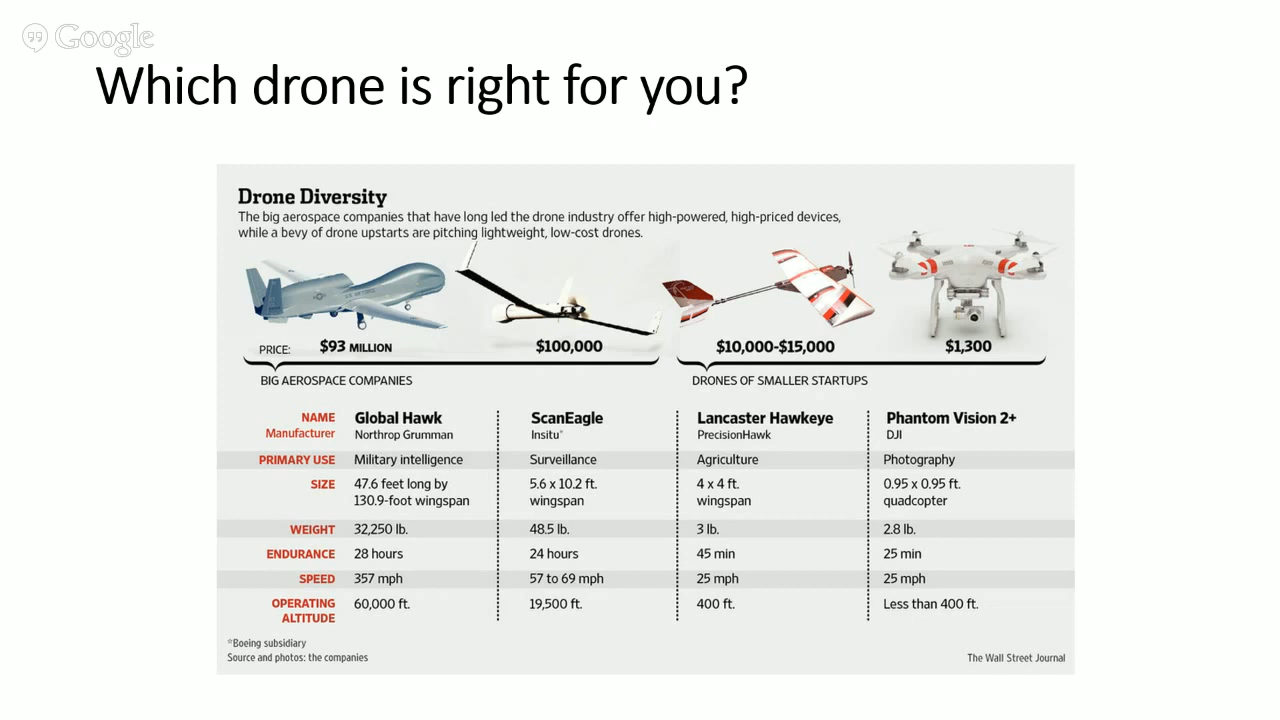 Google
Which drone is right for you?
Drone Diversity
The big aerospace companies that have long led the drone industry offer high-powered, high-priced devices,
while a bevy of drone upstarts are pitching lightweight, low-cost drones.
PRICE: $93 MILLION $100,000 $10,000-$15,000 $1,300
BIG AEROSPACE COMPANIES DRONES OF SMALLER STARTUPS
NAME Global Hawk ScanEagle Lancaster Hawkeye Phantom Vision 2+
Manufacturer Northrop Grumman Insitu* PrecisionHawk DJI
PRIMARY USE Military intelligence Surveillance Agriculture Photography
SIZE 47.6 feet long by 5.6 x 10.2 ft. 4 x 4 ft. 0.95 x 0.95 ft.
130.9-foot wingspan wingspan wingspan quadcopter
WEIGHT 32,250 lb. 48.5 lb. 3 lb. 2.8 lb.
ENDURANCE 28 hours 24 hours 45 min 25 min
SPEED 357 mph 57 to 69 mph 25 mph 25 mph
OPERATING 60,000 ft. 19,500 ft. 400 ft. Less than 400 ft.
ALTITUDE
*Boeing subsidiary
Source and photos: the companies The Wall Street Journal